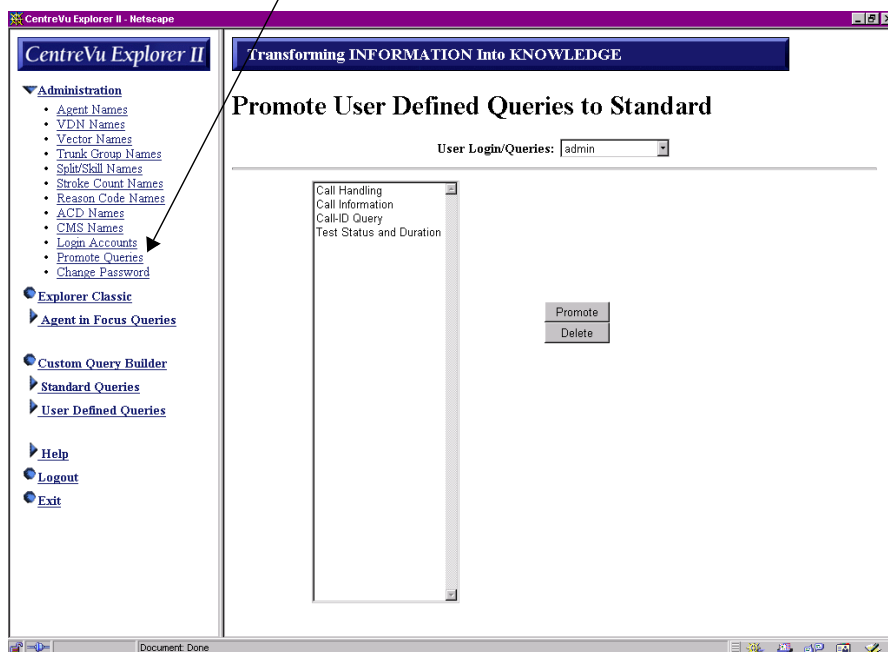 CentreVu Explorer II - Netscape
CentreVu Explorer II
Administration
Agent Names
VDN Names
Vector Names
Trunk Group Names
Split/Skill Names
Stroke Count Names
Reason Code Names
ACD Names
CMS Names
Login Accounts
Promote Queries
Change Password
Explorer Classic
Agent in Focus Queries
Custom Query Builder
Standard Queries
User Defined Queries
Help
Logout
Exit
Transforming INFORMATION Into KNOWLEDGE
Promote User Defined Queries to Standard
User Login/Queries: admin
Call Handling
Call Information
Call-ID Query
Test Status and Duration
Promote
Delete
Document: Done